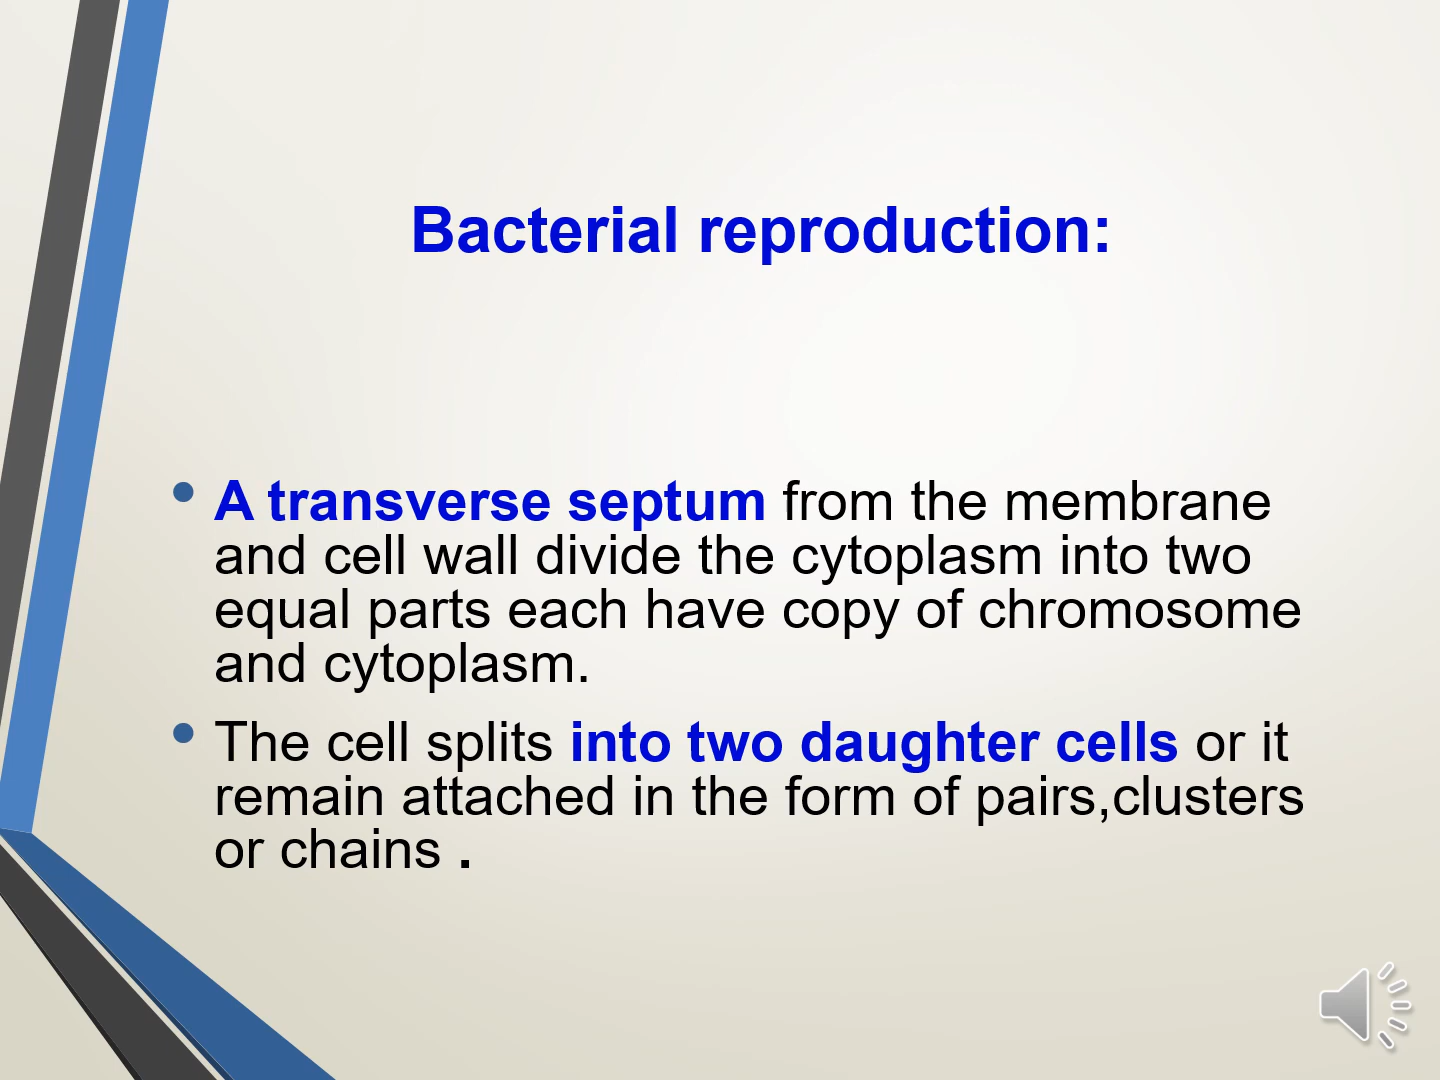 Bacterial reproduction:
• A transverse septum from the membrane
and cell wall divide the cytoplasm into two
equal parts each have copy of chromosome
and cytoplasm.
• The cell splits into two daughter cells or it
remain attached in the form of pairs,clusters
or chains .